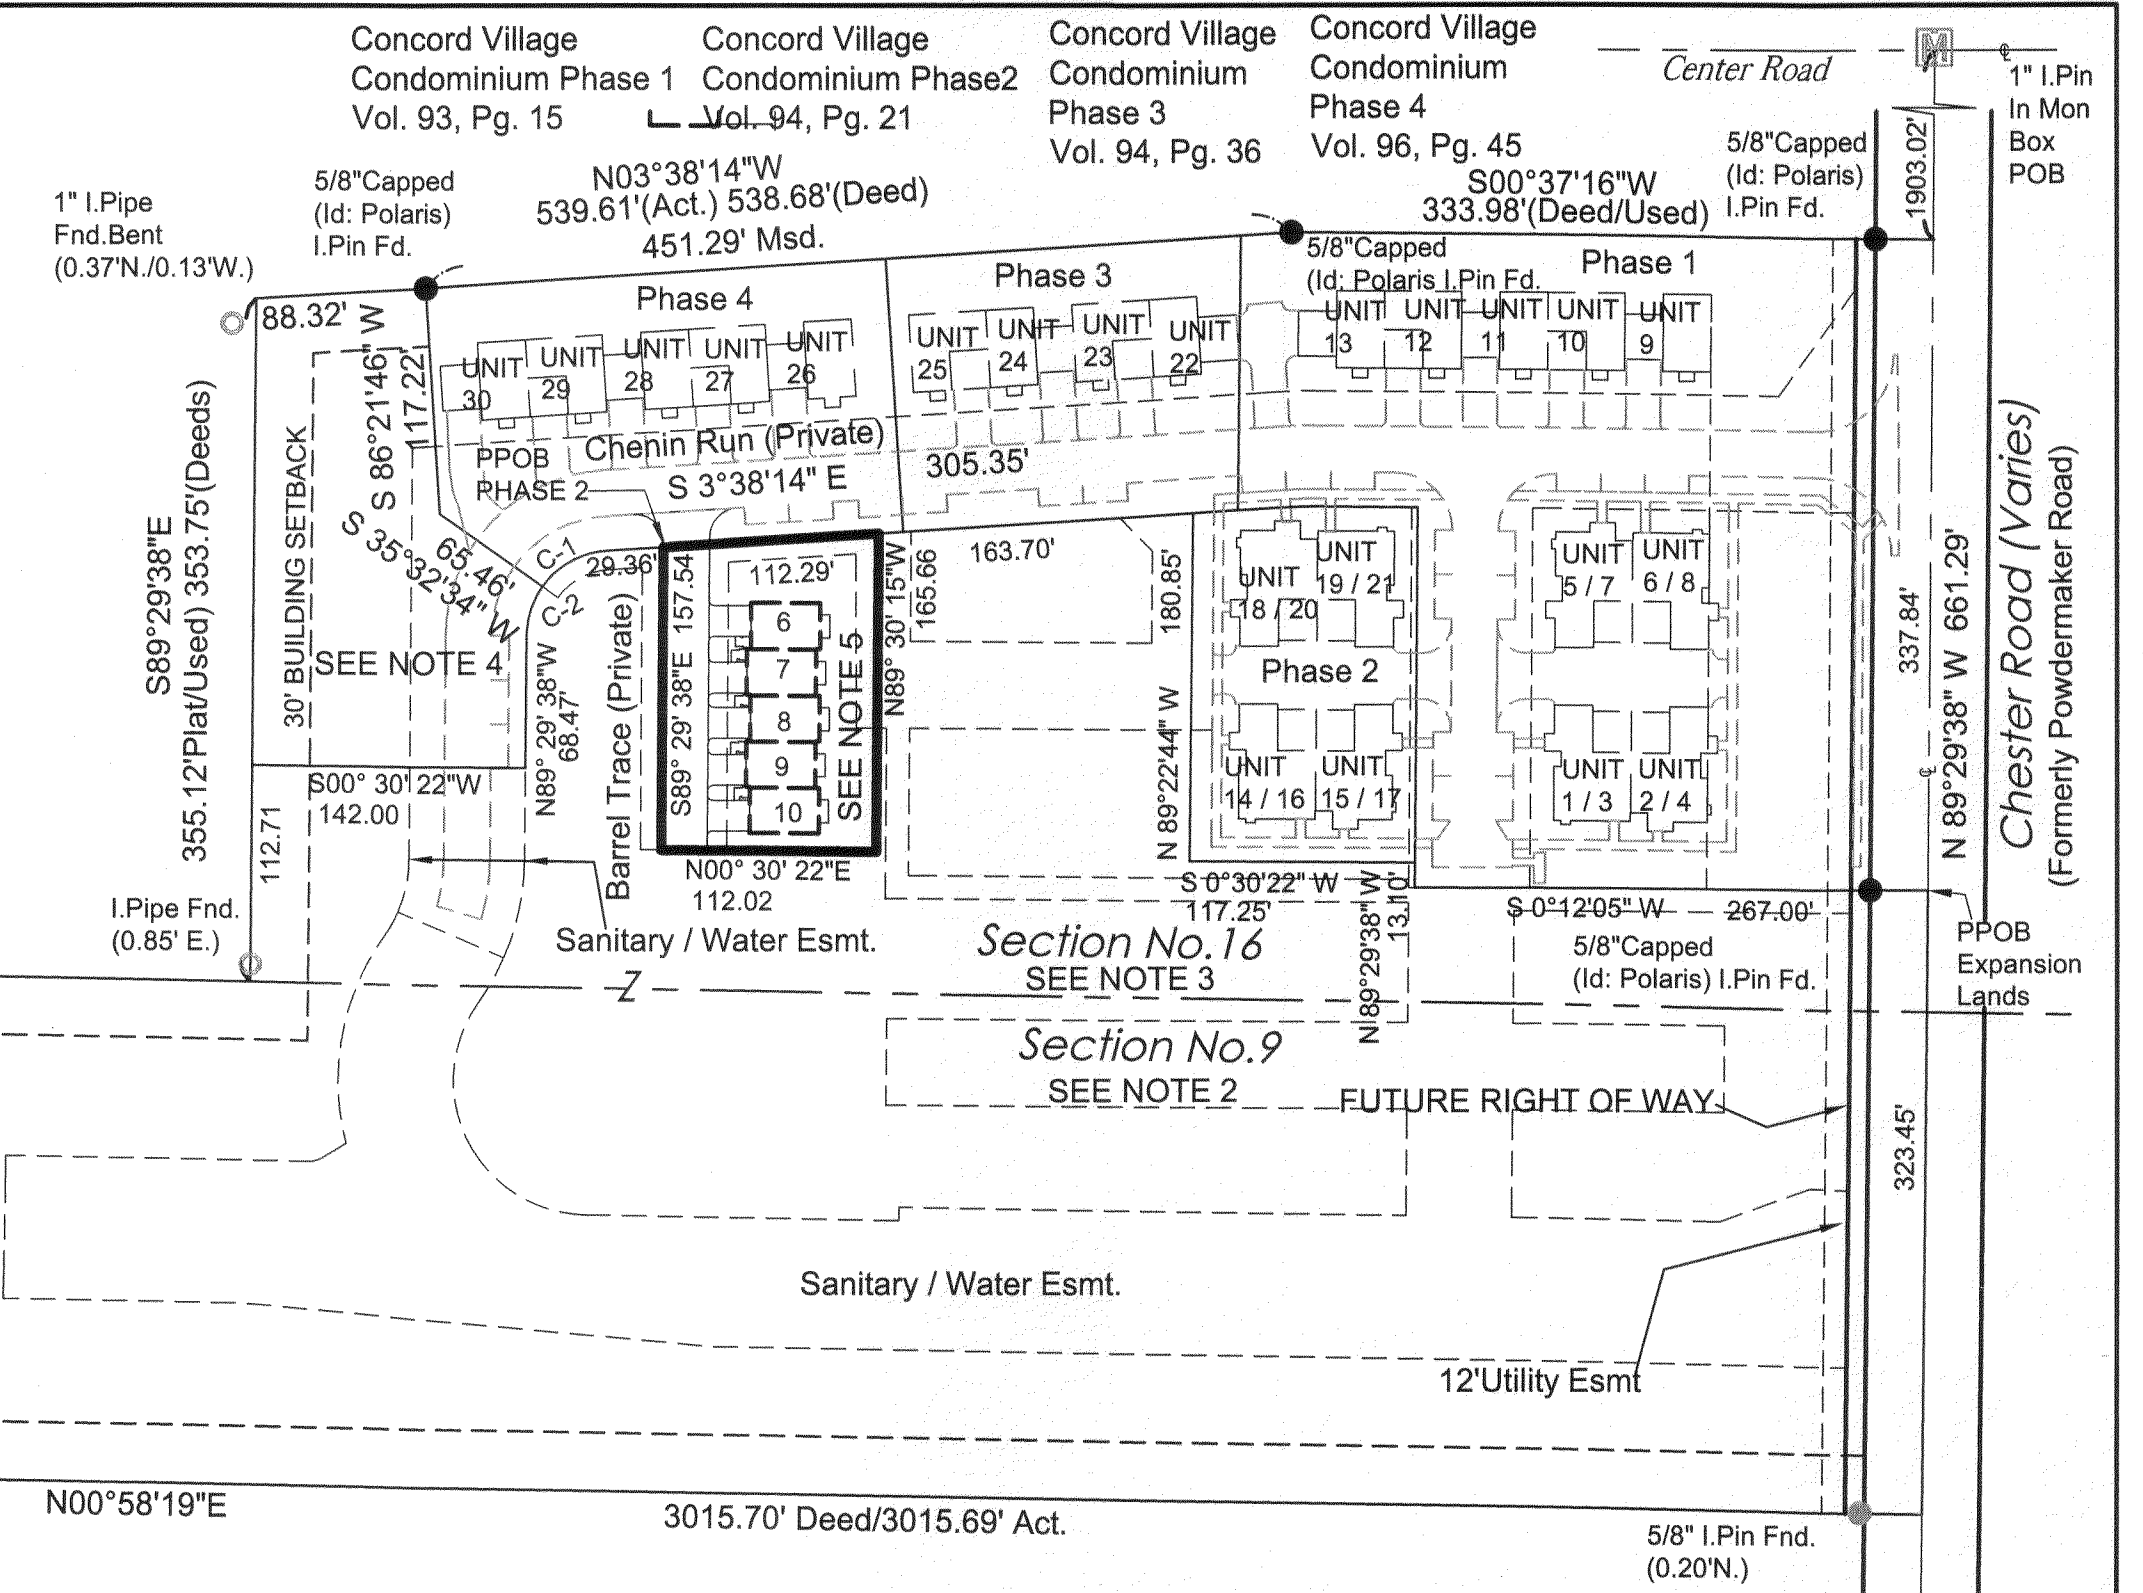 Concord Village
Condominium Phase 1
Vol. 93, Pg. 15
Concord Village
Condominium Phase2
Vol. 94, Pg. 21
Concord Village
Condominium
Phase 3
Vol. 94, Pg. 36
Concord Village
Condominium
Phase 4
Vol. 96, Pg. 45
Center Road
M
1" I.Pin
In Mon
Box
POB
1903.02'
5/8"Capped
(Id: Polaris)
I.Pin Fd.
S00°37'16"W
333.98'(Deed/Used)
N03°38'14"W
539.61'(Act.) 538.68'(Deed)
451.29' Msd.
5/8"Capped
(Id: Polaris)
I.Pin Fd.
1" I.Pipe
Fnd.Bent
(0.37'N./0.13'W.)
88.32'
5/8"Capped
(Id: Polaris I.Pin Fd.
Phase 4
Phase 3
Phase 1
UNIT
30
UNIT
29
UNIT
28
UNIT
27
UNIT
26
UNIT
25
UNIT
24
UNIT
23
UNIT
22
UNIT
13
UNIT
12
UNIT
11
UNIT
10
UNIT
9
S 86°21'46" W
117.22'
Chenin Run (Private)
PPOB
PHASE 2
S 3°38'14" E
305.35'
S 35°32'34" W
65.46'
C-1
C-2
29.36'
163.70'
112.29'
S89° 29' 38"E 157.54
N89° 30' 15"W
165.66
6
7
8
9
10
SEE NOTE 5
Barrel Trace (Private)
N89° 29' 38"W
68.47'
SEE NOTE 4
30' BUILDING SETBACK
S89°29'38"E
355.12'Plat/Used) 353.75'(Deeds)
S00° 30' 22"W
142.00
112.71
I.Pipe Fnd.
(0.85' E.)
N00° 30' 22"E
112.02
Sanitary / Water Esmt.
N 89°22'44" W
180.85'
UNIT
18 / 20
UNIT
19 / 21
Phase 2
UNIT
14 / 16
UNIT
15 / 17
UNIT
5 / 7
UNIT
6 / 8
UNIT
1 / 3
UNIT
2 / 4
S 0°30'22" W
117.25'
N 89°29'38" W
13.10'
S 0°12'05" W
267.00'
5/8"Capped
(Id: Polaris) I.Pin Fd.
337.84'
N 89°29'38" W 661.29'
Chester Road (Varies)
(Formerly Powdermaker Road)
PPOB
Expansion
Lands
Section No.16
SEE NOTE 3
Z
Section No.9
SEE NOTE 2
FUTURE RIGHT OF WAY
323.45'
Sanitary / Water Esmt.
12'Utility Esmt
N00°58'19"E
3015.70' Deed/3015.69' Act.
5/8" I.Pin Fnd.
(0.20'N.)